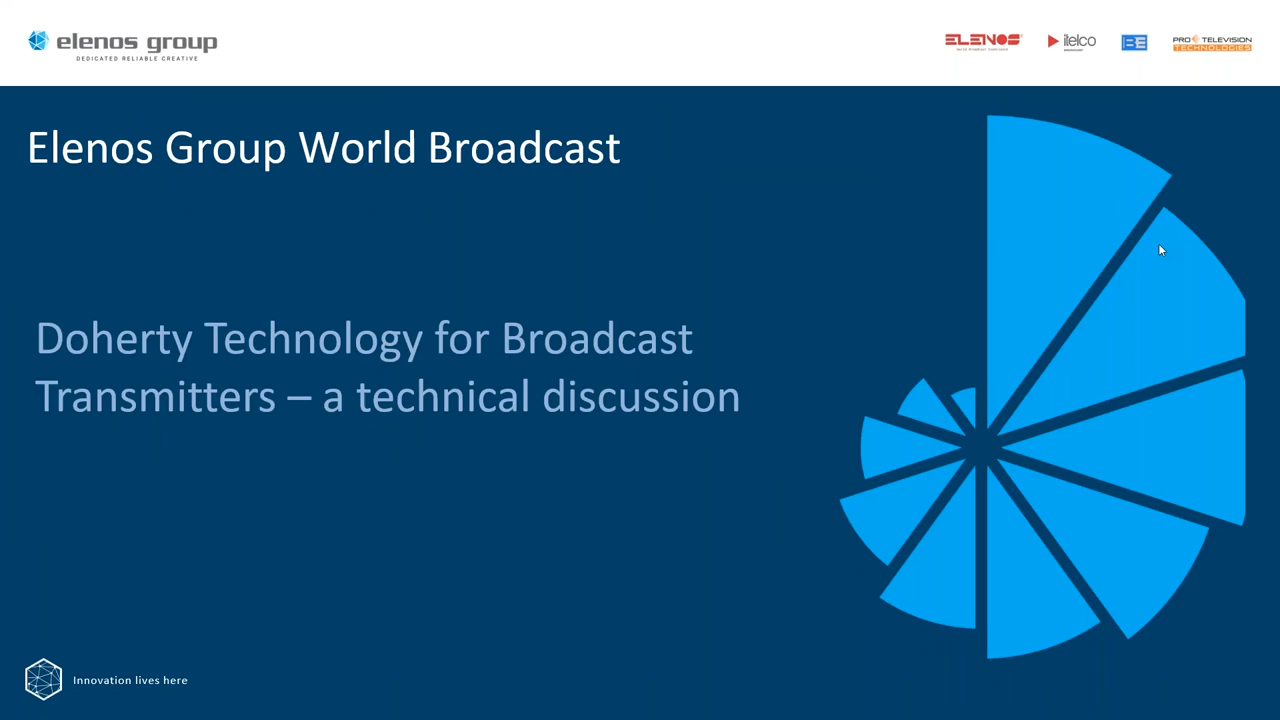 elenos group
DEDICATED RELIABLE CREATIVE
ELENOS
itelco
BE
PRO TELEVISION
TECHNOLOGIES
Elenos Group World Broadcast
Doherty Technology for Broadcast
Transmitters – a technical discussion
Innovation lives here